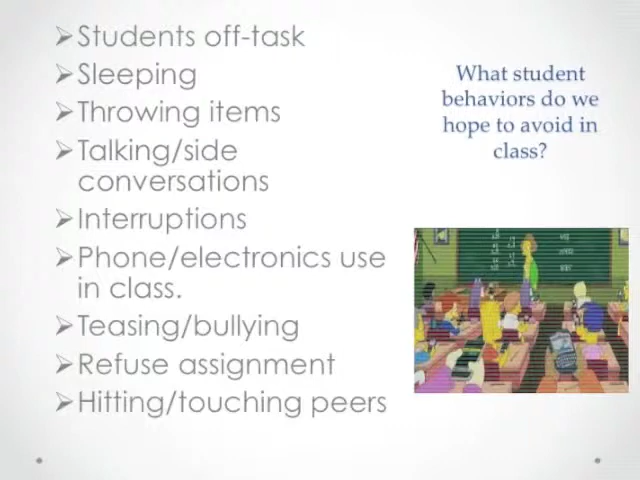 ➢Students off-task
➢Sleeping
➢Throwing items
➢Talking/side
conversations
➢Interruptions
➢Phone/electronics use
in class.
➢Teasing/bullying
➢Refuse assignment
➢Hitting/touching peers
What student
behaviors do we
hope to avoid in
class?